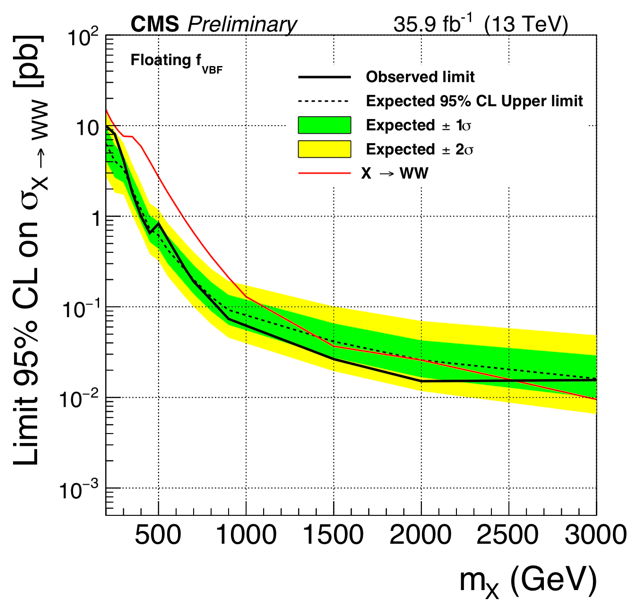 CMS Preliminary 35.9 fb⁻¹ (13 TeV)
Floating f_VBF
Observed limit
Expected 95% CL Upper limit
Expected ± 1σ
Expected ± 2σ
X → WW
Limit 95% CL on σ_X → WW [pb]
10²
10
1
10⁻¹
10⁻²
10⁻³
500 1000 1500 2000 2500 3000
m_X (GeV)